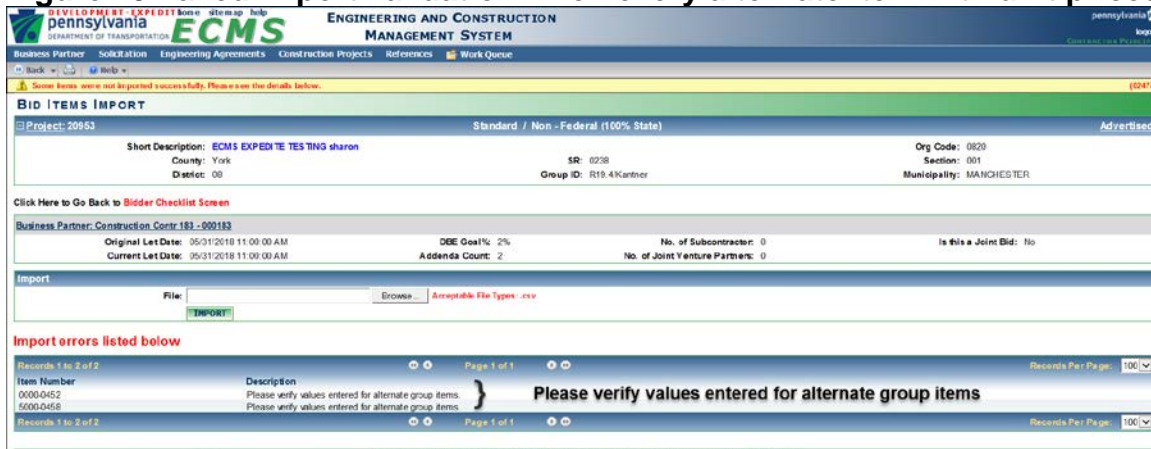 DEVELOPMENT-EXPEDITE home site map help
pennsylvania
DEPARTMENT OF TRANSPORTATION
ECMS
ENGINEERING AND CONSTRUCTION
MANAGEMENT SYSTEM
pennsylvania
Business Partner Solicitation Engineering Agreements Construction Projects References Work Queue
Back Help
Some items were not imported successfully. Please see the details below.
BID ITEMS IMPORT
Project: 20953 Standard / Non - Federal (100% State) Advertised
Short Description: ECMS EXPEDITE TESTING sharon Org Code: 0820
County: York SR: 0238 Section: 001
District: 08 Group ID: R19.4/Kantner Municipality: MANCHESTER
Click Here to Go Back to Bidder Checklist Screen
Business Partner: Construction Contr 183 - 000183
Original Let Date: 05/31/2018 11:00:00 AM DBE Goal%: 2% No. of Subcontractor: 0 Is this a Joint Bid: No
Current Let Date: 05/31/2018 11:00:00 AM Addenda Count: 2 No. of Joint Venture Partners: 0
Import
File: Browse... Acceptable File Types: .csv
IMPORT
Import errors listed below
Records 1 to 2 of 2 Page 1 of 1 Records Per Page: 100
Item Number Description
0000-0452 Please verify values entered for alternate group items.
5000-0458 Please verify values entered for alternate group items.
} Please verify values entered for alternate group items
Records 1 to 2 of 2 Page 1 of 1 Records Per Page: 100